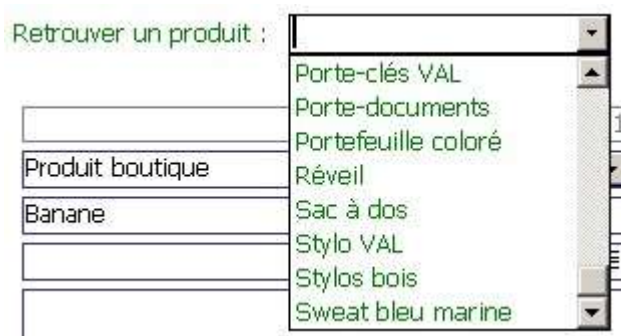 Retrouver un produit :
Porte-clés VAL
Porte-documents
Portefeuille coloré
Réveil
Sac à dos
Stylo VAL
Stylos bois
Sweat bleu marine
Produit boutique
Banane